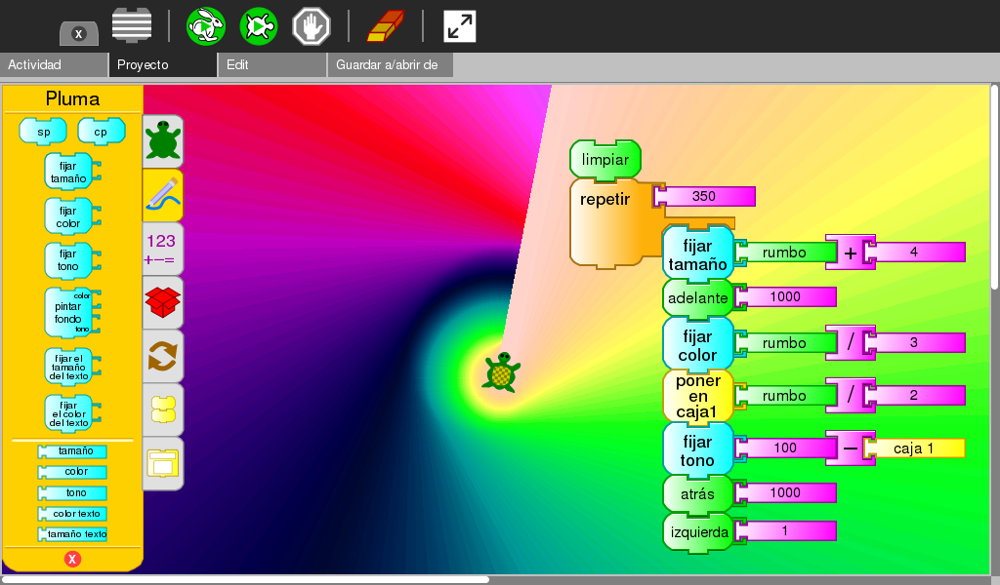 X
Actividad
Proyecto
Edit
Guardar a/abrir de
Pluma
sp
cp
fijar
tamaño
fijar
color
fijar
tono
color
pintar
fondo
tono
fijar el
tamaño
del texto
fijar
el color
del texto
tamaño
color
tono
color texto
tamaño texto
X
123
+−=
limpiar
repetir 350
fijar
tamaño rumbo + 4
adelante 1000
fijar
color rumbo / 3
poner
en
caja1 rumbo / 2
fijar
tono 100 − caja 1
atrás 1000
izquierda 1